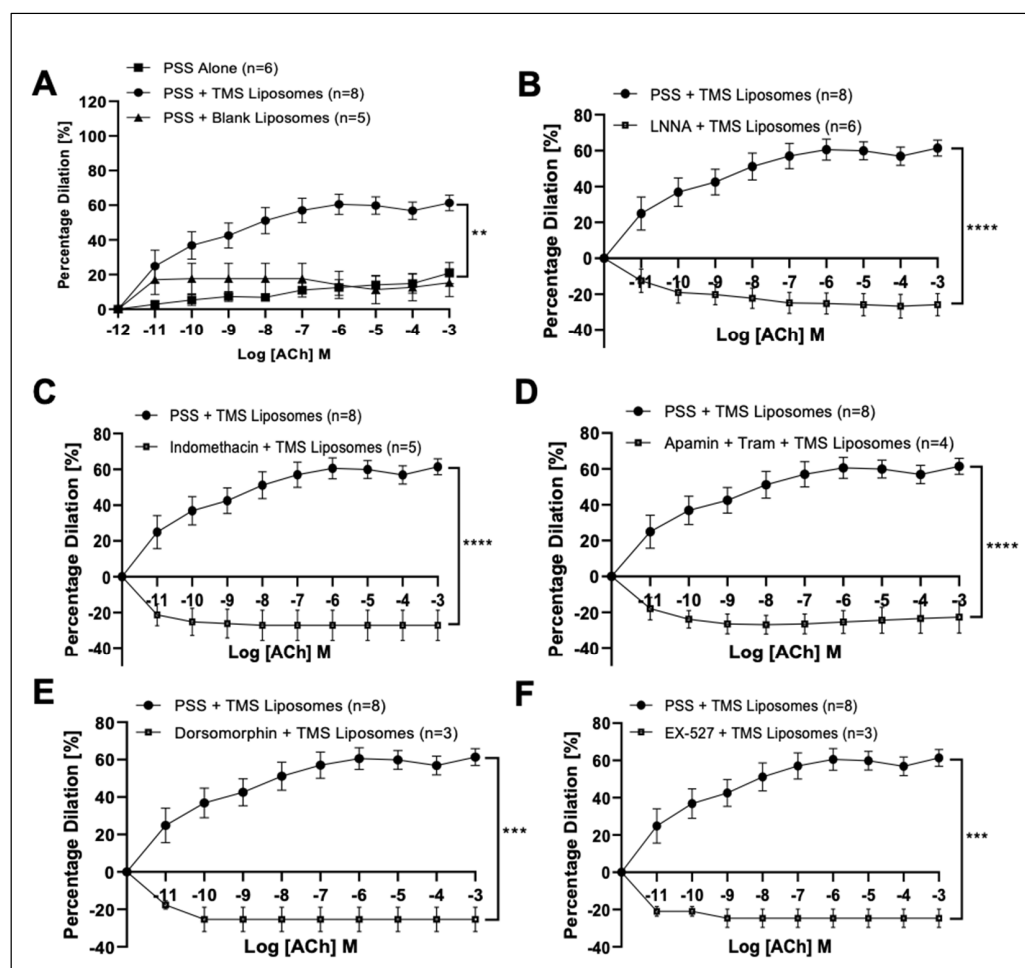 A
PSS Alone (n=6)
PSS + TMS Liposomes (n=8)
PSS + Blank Liposomes (n=5)
Percentage Dilation [%]
120
100
80
60
40
20
0
-12 -11 -10 -9 -8 -7 -6 -5 -4 -3
Log [ACh] M
**
B
PSS + TMS Liposomes (n=8)
LNNA + TMS Liposomes (n=6)
Percentage Dilation [%]
80
60
40
20
0
-20
-40
-11 -10 -9 -8 -7 -6 -5 -4 -3
Log [ACh] M
****
C
PSS + TMS Liposomes (n=8)
Indomethacin + TMS Liposomes (n=5)
Percentage Dilation [%]
80
60
40
20
0
-20
-40
-11 -10 -9 -8 -7 -6 -5 -4 -3
Log [ACh] M
****
D
PSS + TMS Liposomes (n=8)
Apamin + Tram + TMS Liposomes (n=4)
Percentage Dilation [%]
80
60
40
20
0
-20
-40
-11 -10 -9 -8 -7 -6 -5 -4 -3
Log [ACh] M
****
E
PSS + TMS Liposomes (n=8)
Dorsomorphin + TMS Liposomes (n=3)
Percentage Dilation [%]
80
60
40
20
0
-20
-40
-11 -10 -9 -8 -7 -6 -5 -4 -3
Log [ACh] M
***
F
PSS + TMS Liposomes (n=8)
EX-527 + TMS Liposomes (n=3)
Percentage Dilation [%]
80
60
40
20
0
-20
-40
-11 -10 -9 -8 -7 -6 -5 -4 -3
Log [ACh] M
***